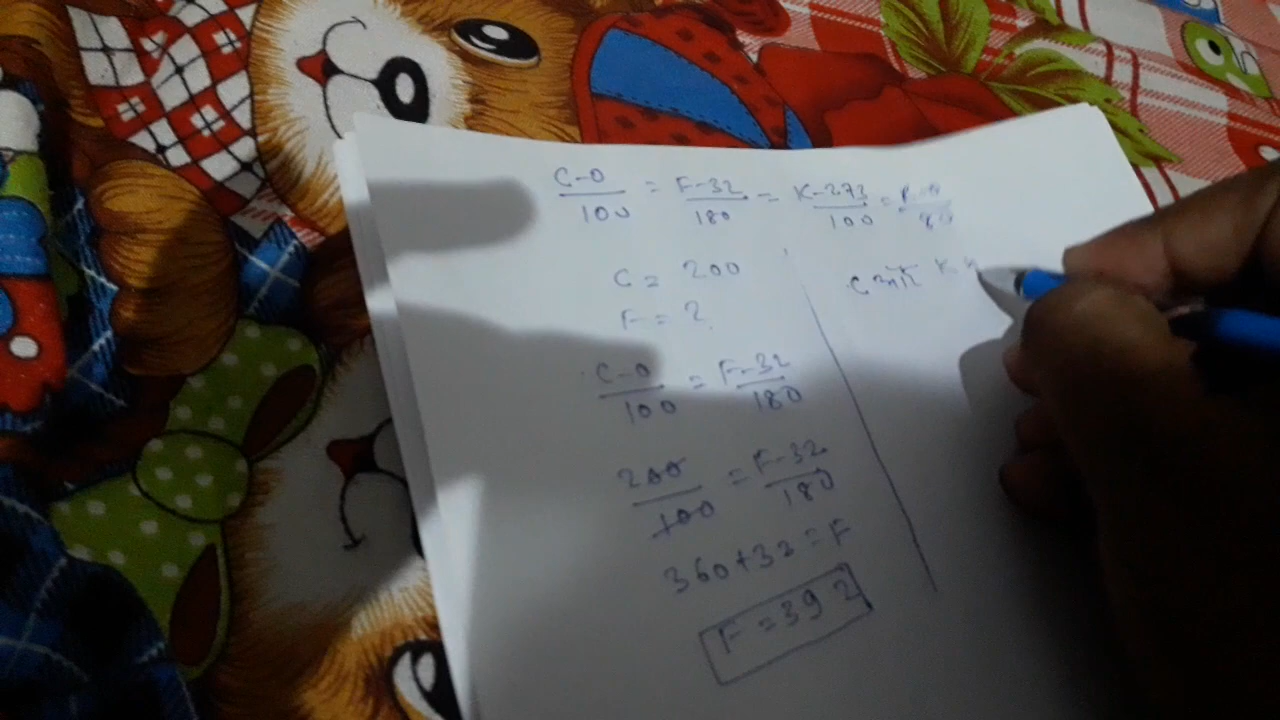 C-0/100 = F-32/180 = K-273/100 = R-0/80
C = 200
F = ?
C-0/100 = F-32/180
200/100 = F-32/180
360+32 = F
F = 392
C